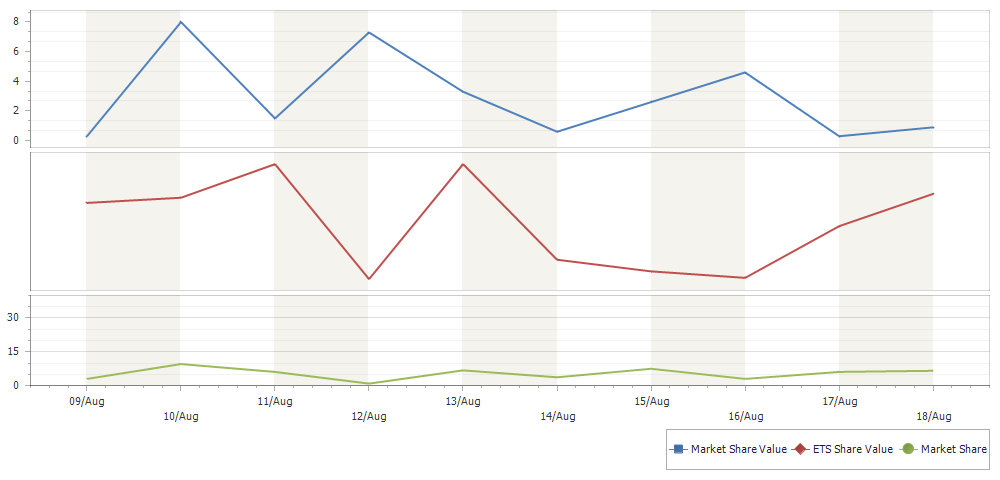 8
6
4
2
0
30
15
0
09/Aug
10/Aug
11/Aug
12/Aug
13/Aug
14/Aug
15/Aug
16/Aug
17/Aug
18/Aug
Market Share Value ETS Share Value Market Share